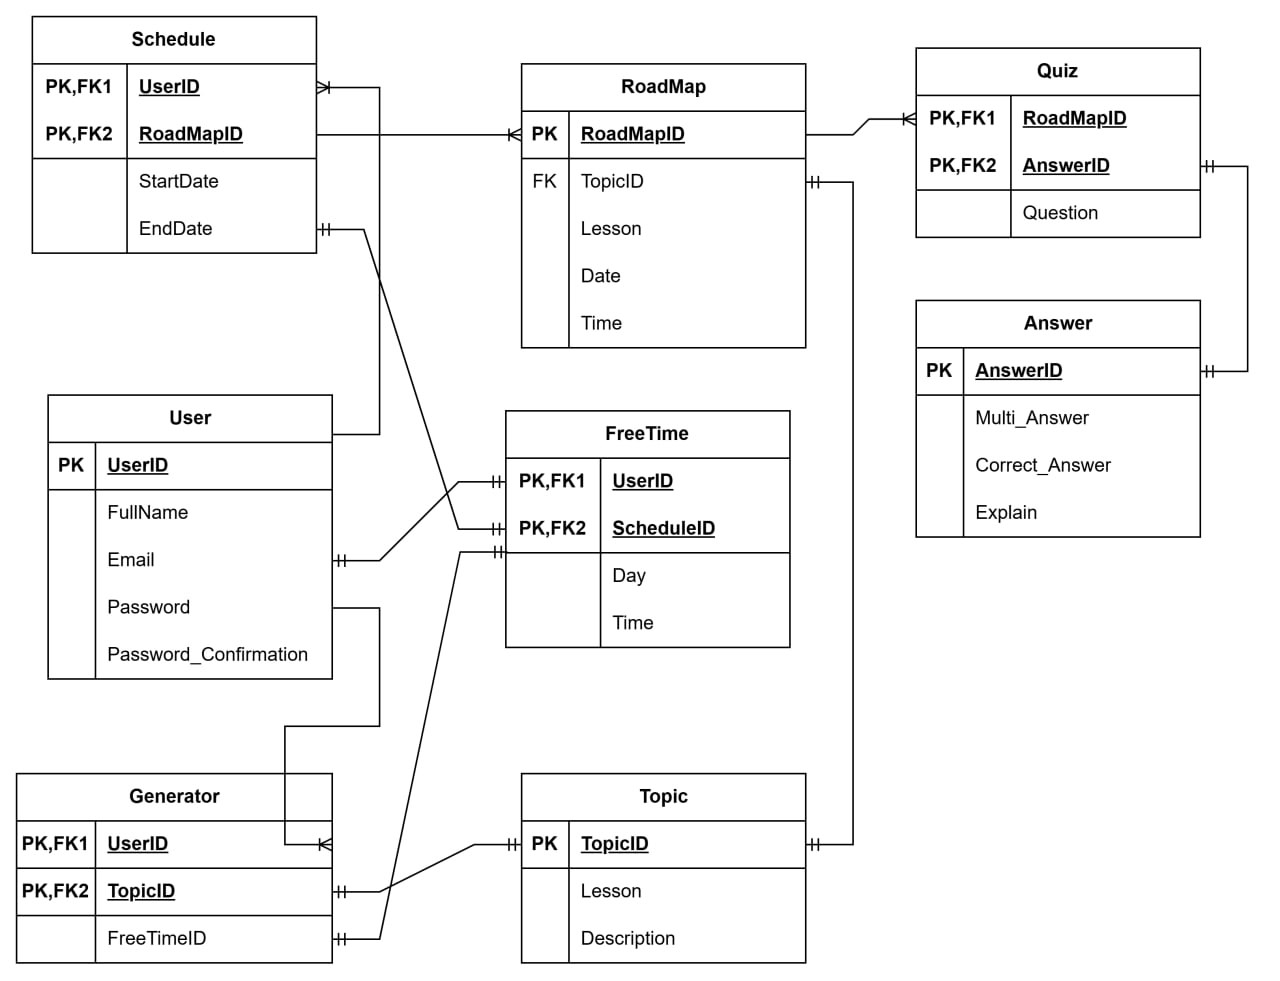 Schedule
PK,FK1 UserID
PK,FK2 RoadMapID
StartDate
EndDate
RoadMap
PK RoadMapID
FK TopicID
Lesson
Date
Time
Quiz
PK,FK1 RoadMapID
PK,FK2 AnswerID
Question
Answer
PK AnswerID
Multi_Answer
Correct_Answer
Explain
User
PK UserID
FullName
Email
Password
Password_Confirmation
FreeTime
PK,FK1 UserID
PK,FK2 ScheduleID
Day
Time
Generator
PK,FK1 UserID
PK,FK2 TopicID
FreeTimeID
Topic
PK TopicID
Lesson
Description